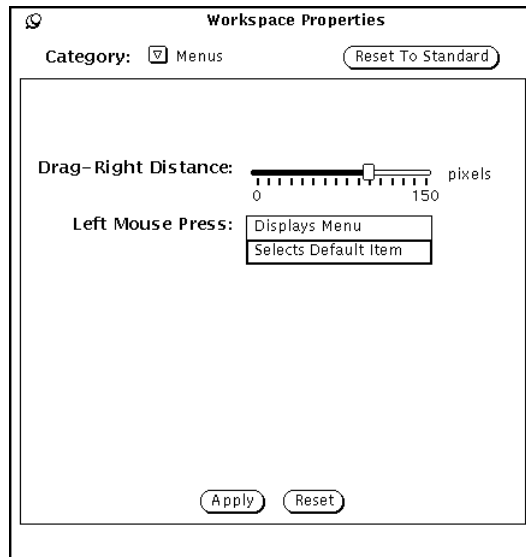 Workspace Properties
Category: Menus Reset To Standard
Drag-Right Distance: pixels
0 150
Left Mouse Press: Displays Menu
Selects Default Item
Apply Reset